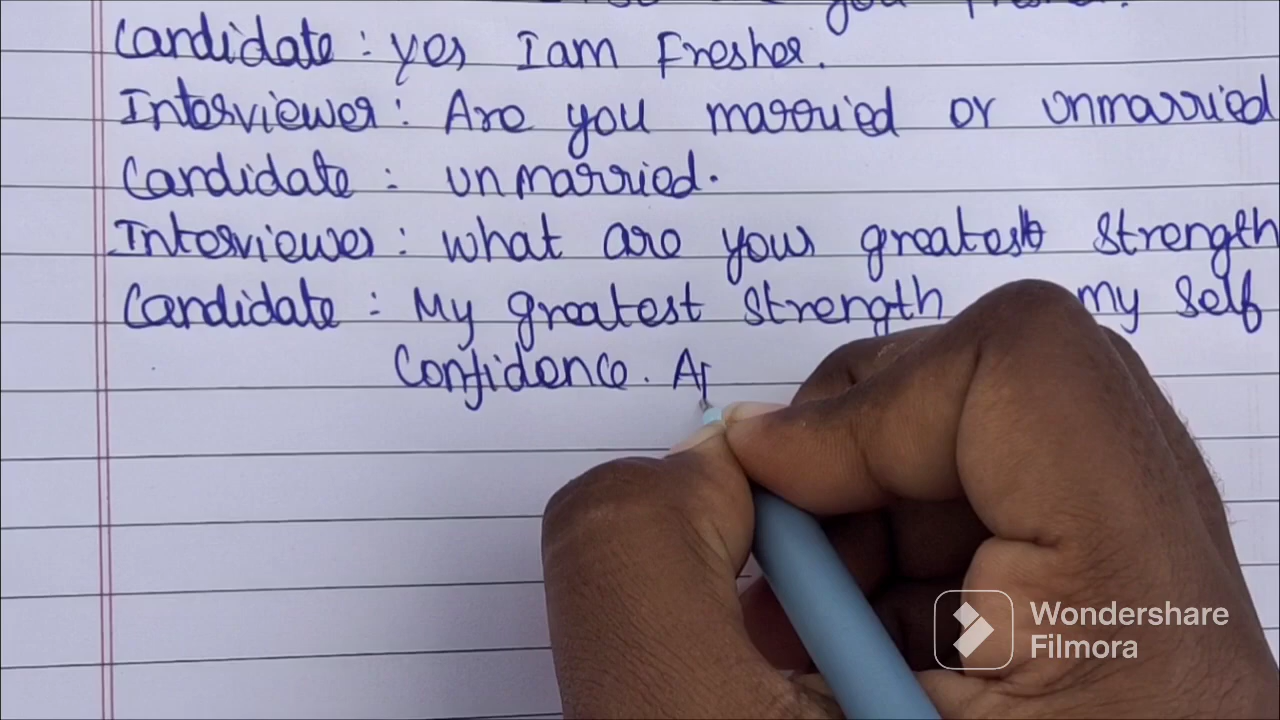 you
Candidate : yes I am Fresher.
Interviewer : Are you married or unmarried
Candidate : unmarried.
Interviewer : what are your greatest strength
Candidate : My greatest strength my self
Confidence. A
Wondershare
Filmora